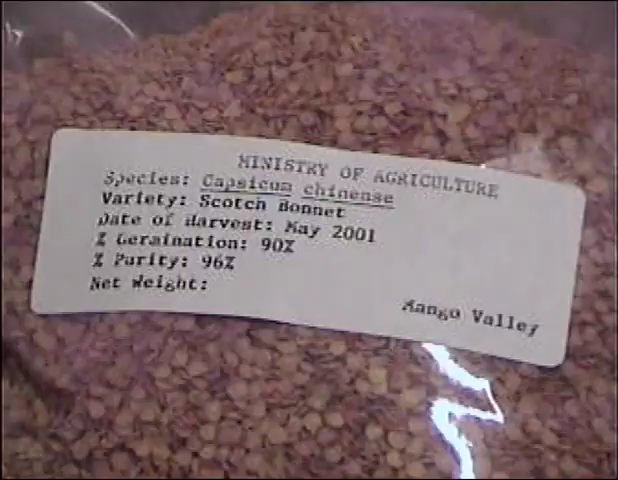 MINISTRY OF AGRICULTURE
Species: Capsicum chinense
Variety: Scotch Bonnet
Date of Harvest: May 2001
% Germination: 90%
% Purity: 96%
Net Weight:
Mango Valley